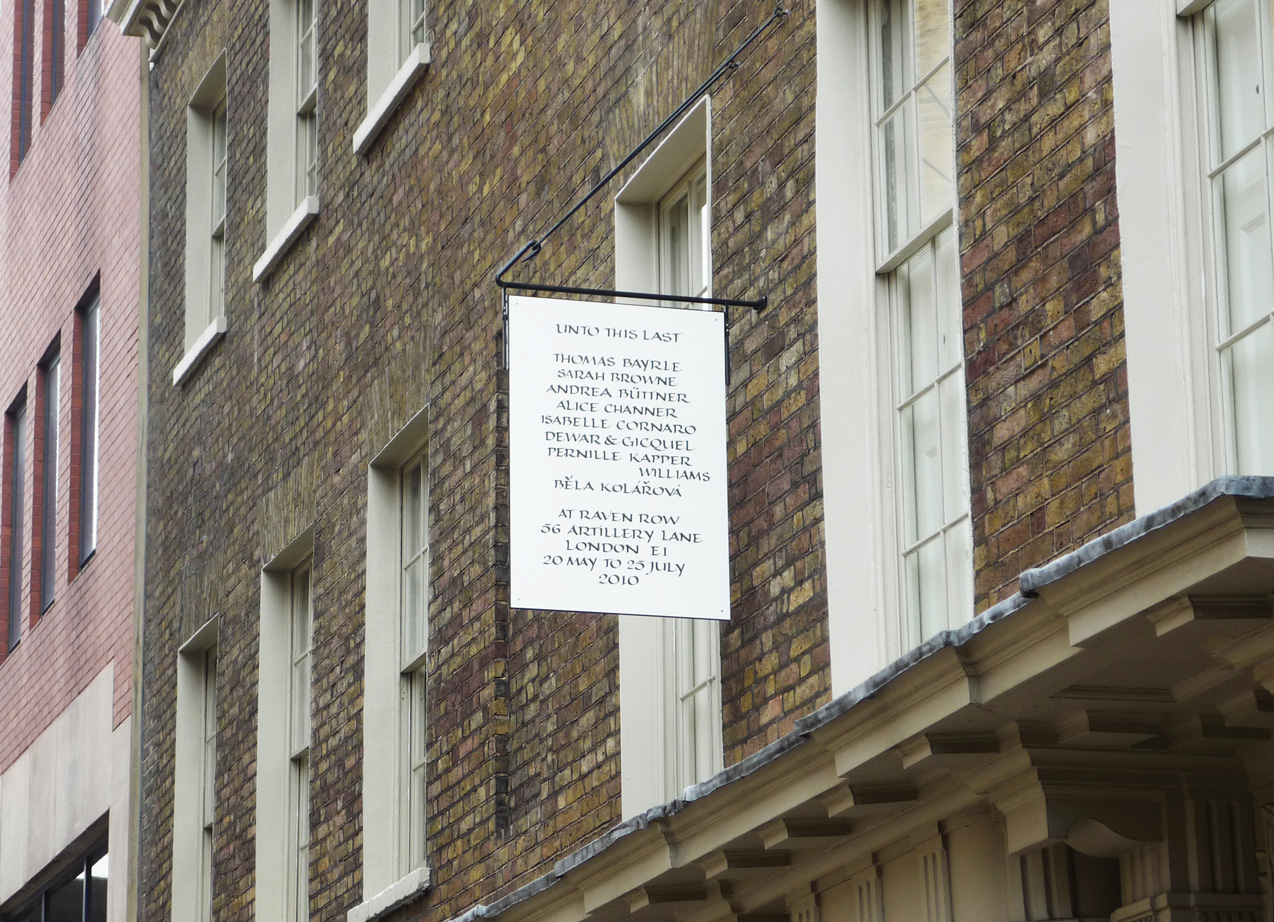 UNTO THIS LAST
THOMAS BAYRLE
SARAH BROWNE
ANDREA BÜTTNER
ALICE CHANNER
ISABELLE CORNARO
DEWAR & GICQUEL
PERNILLE KAPPER
WILLIAMS
BĚLA KOLÁŘOVÁ
AT RAVEN ROW
56 ARTILLERY LANE
LONDON E1
20 MAY TO 25 JULY
2010